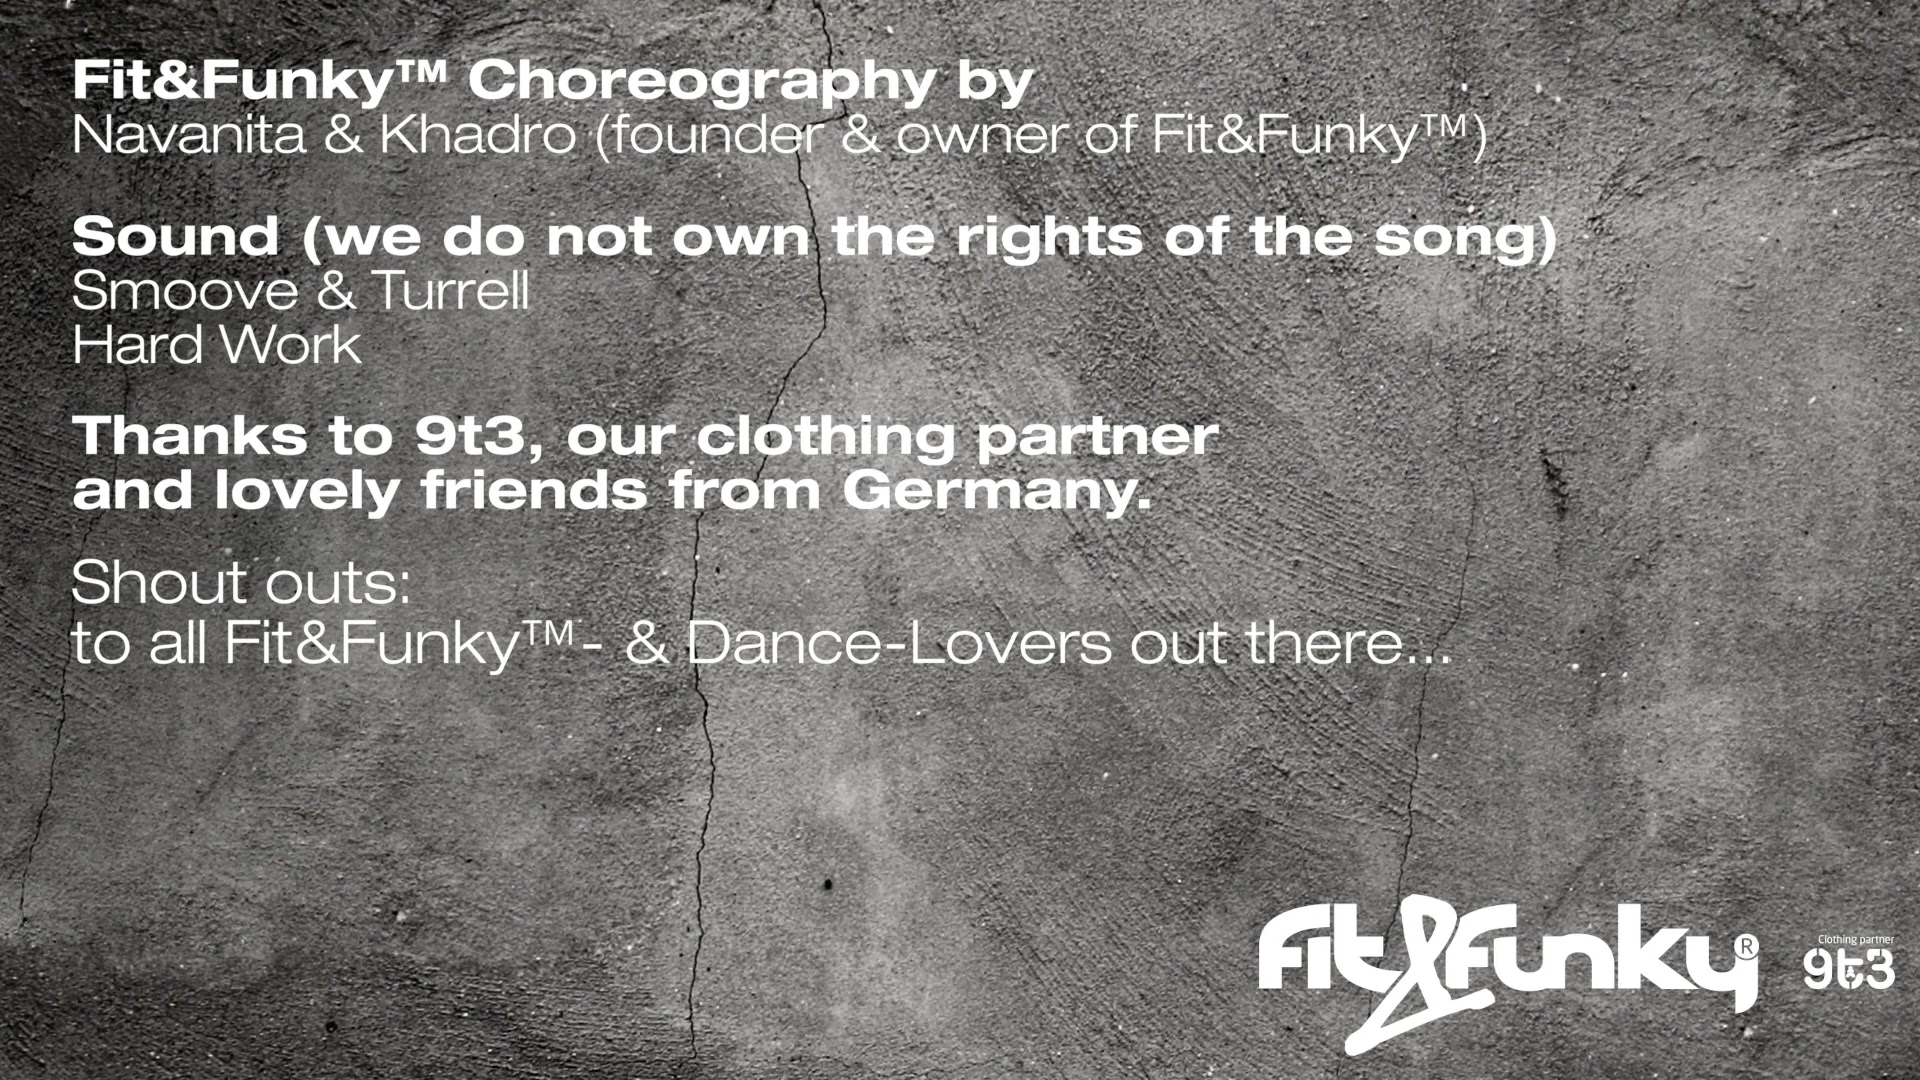 Fit&Funky™ Choreography by
Navanita & Khadro (founder & owner of Fit&Funky™)
Sound (we do not own the rights of the song)
Smoove & Turrell
Hard Work
Thanks to 9t3, our clothing partner
and lovely friends from Germany.
Shout outs:
to all Fit&Funky™- & Dance-Lovers out there...
fit&funky®
Clothing partner
9t3